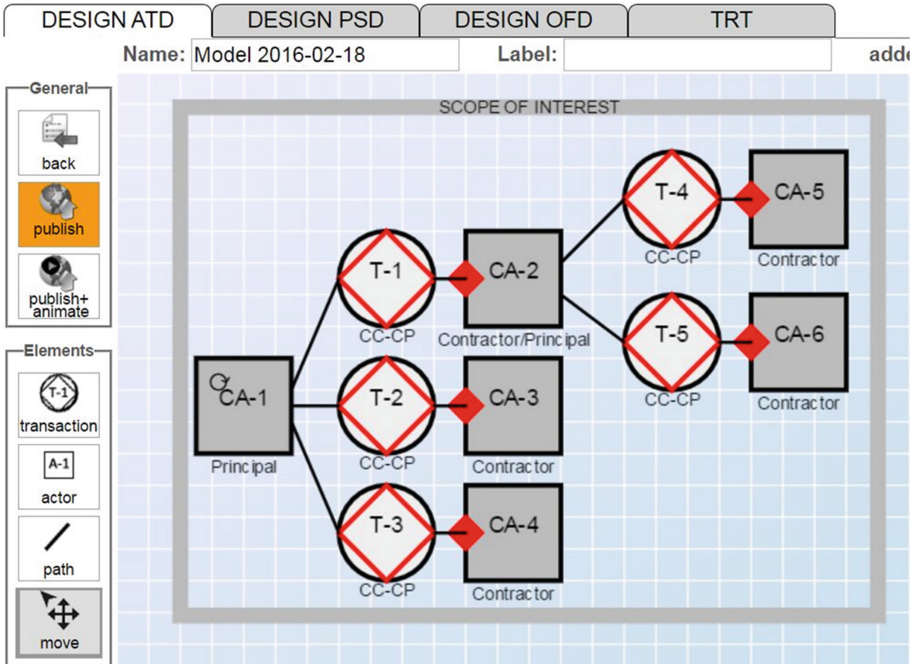 DESIGN ATD
DESIGN PSD
DESIGN OFD
TRT
Name: Model 2016-02-18
Label:
adde
General
back
publish
publish+
animate
Elements
T-1
transaction
A-1
actor
path
move
SCOPE OF INTEREST
T-4
CC-CP
CA-5
Contractor
T-1
CC-CP
CA-2
Contractor/Principal
T-5
CC-CP
CA-6
Contractor
CA-1
Principal
T-2
CC-CP
CA-3
Contractor
T-3
CC-CP
CA-4
Contractor